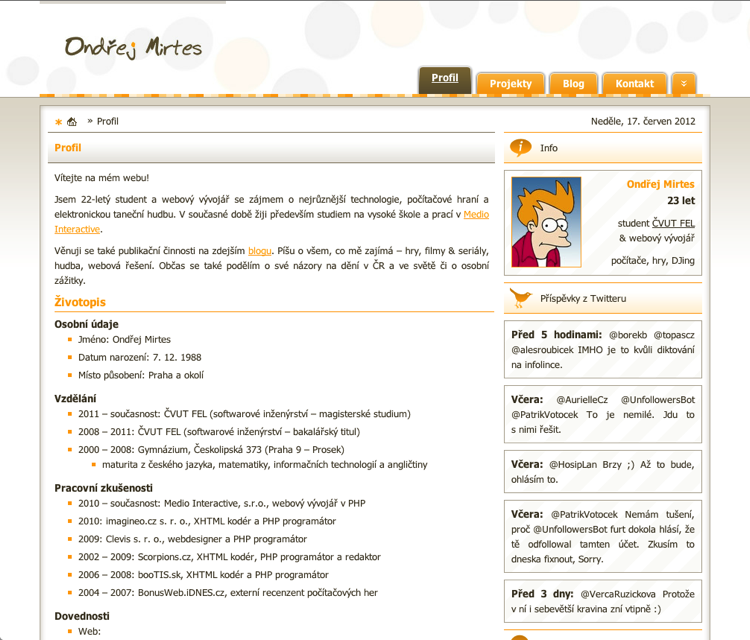 Ondřej Mirtes
Profil
Projekty
Blog
Kontakt
» Profil
Neděle, 17. červen 2012
Profil
Vítejte na mém webu!
Jsem 22-letý student a webový vývojář se zájmem o nejrůznější technologie, počítačové hraní a
elektronickou taneční hudbu. V současné době žiji především studiem na vysoké škole a prací v Medio
Interactive.
Věnuji se také publikační činnosti na zdejším blogu. Píšu o všem, co mě zajímá – hry, filmy & seriály,
hudba, webová řešení. Občas se také podělím o své názory na dění v ČR a ve světě či o osobní
zážitky.
Životopis
Osobní údaje
Jméno: Ondřej Mirtes
Datum narození: 7. 12. 1988
Místo působení: Praha a okolí
Vzdělání
2011 – současnost: ČVUT FEL (softwarové inženýrství – magisterské studium)
2008 – 2011: ČVUT FEL (softwarové inženýrství – bakalářský titul)
2000 – 2008: Gymnázium, Českolipská 373 (Praha 9 – Prosek)
maturita z českého jazyka, matematiky, informačních technologií a angličtiny
Pracovní zkušenosti
2010 – současnost: Medio Interactive, s.r.o., webový vývojář v PHP
2010: imagineo.cz s. r. o., XHTML kodér a PHP programátor
2009: Clevis s. r. o., webdesigner a PHP programátor
2002 – 2009: Scorpions.cz, XHTML kodér, PHP programátor a redaktor
2006 – 2008: booTIS.sk, XHTML kodér a PHP programátor
2004 – 2007: BonusWeb.iDNES.cz, externí recenzent počítačových her
Dovednosti
Web:
Info
Ondřej Mirtes
23 let
student ČVUT FEL
& webový vývojář
počítače, hry, DJing
Příspěvky z Twitteru
Před 5 hodinami: @borekb @topascz
@alesroubicek IMHO je to kvůli diktování
na infolince.
Včera: @AurielleCz @UnfollowersBot
@PatrikVotocek To je nemilé. Jdu to
s nimi řešit.
Včera: @HosipLan Brzy ;) Až to bude,
ohlásím to.
Včera: @PatrikVotocek Nemám tušení,
proč @UnfollowersBot furt dokola hlásí, že
tě odfollowal tamten účet. Zkusím to
dneska fixnout, Sorry.
Před 3 dny: @VercaRuzickova Protože
v ní i sebevětší kravina zní vtipně :)